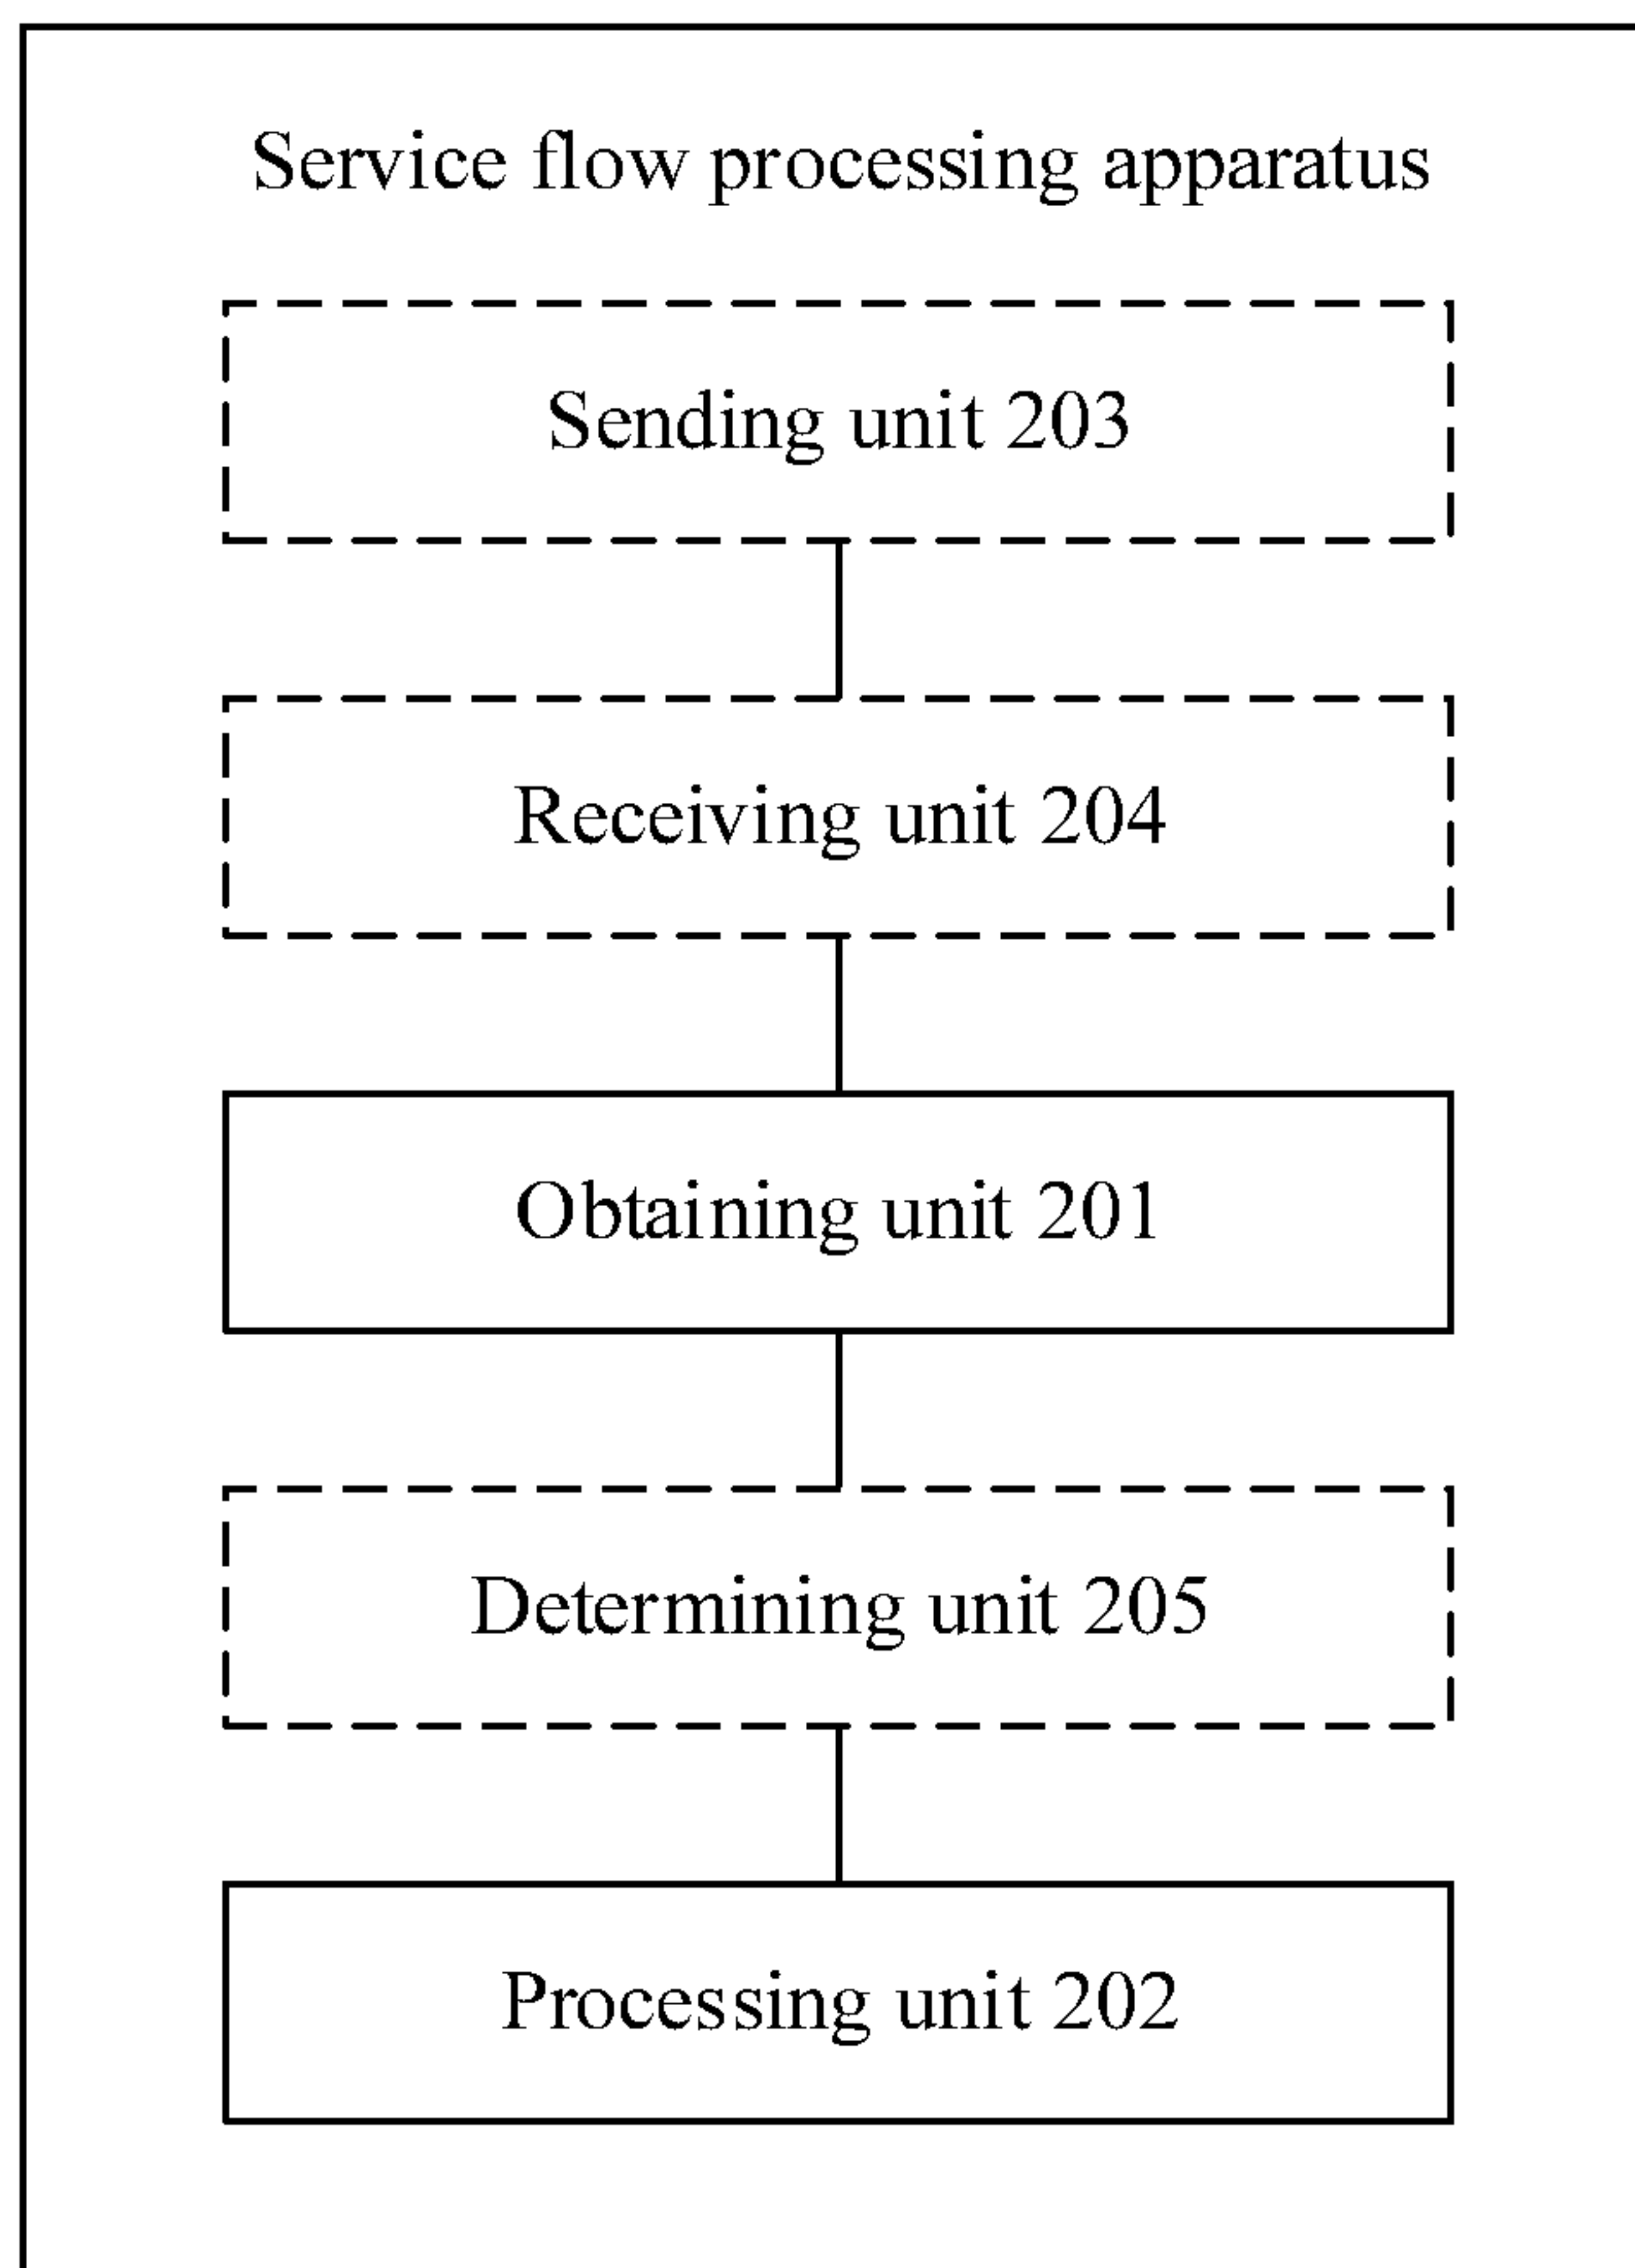 Service flow processing apparatus
Sending unit 203
Receiving unit 204
Obtaining unit 201
Determining unit 205
Processing unit 202